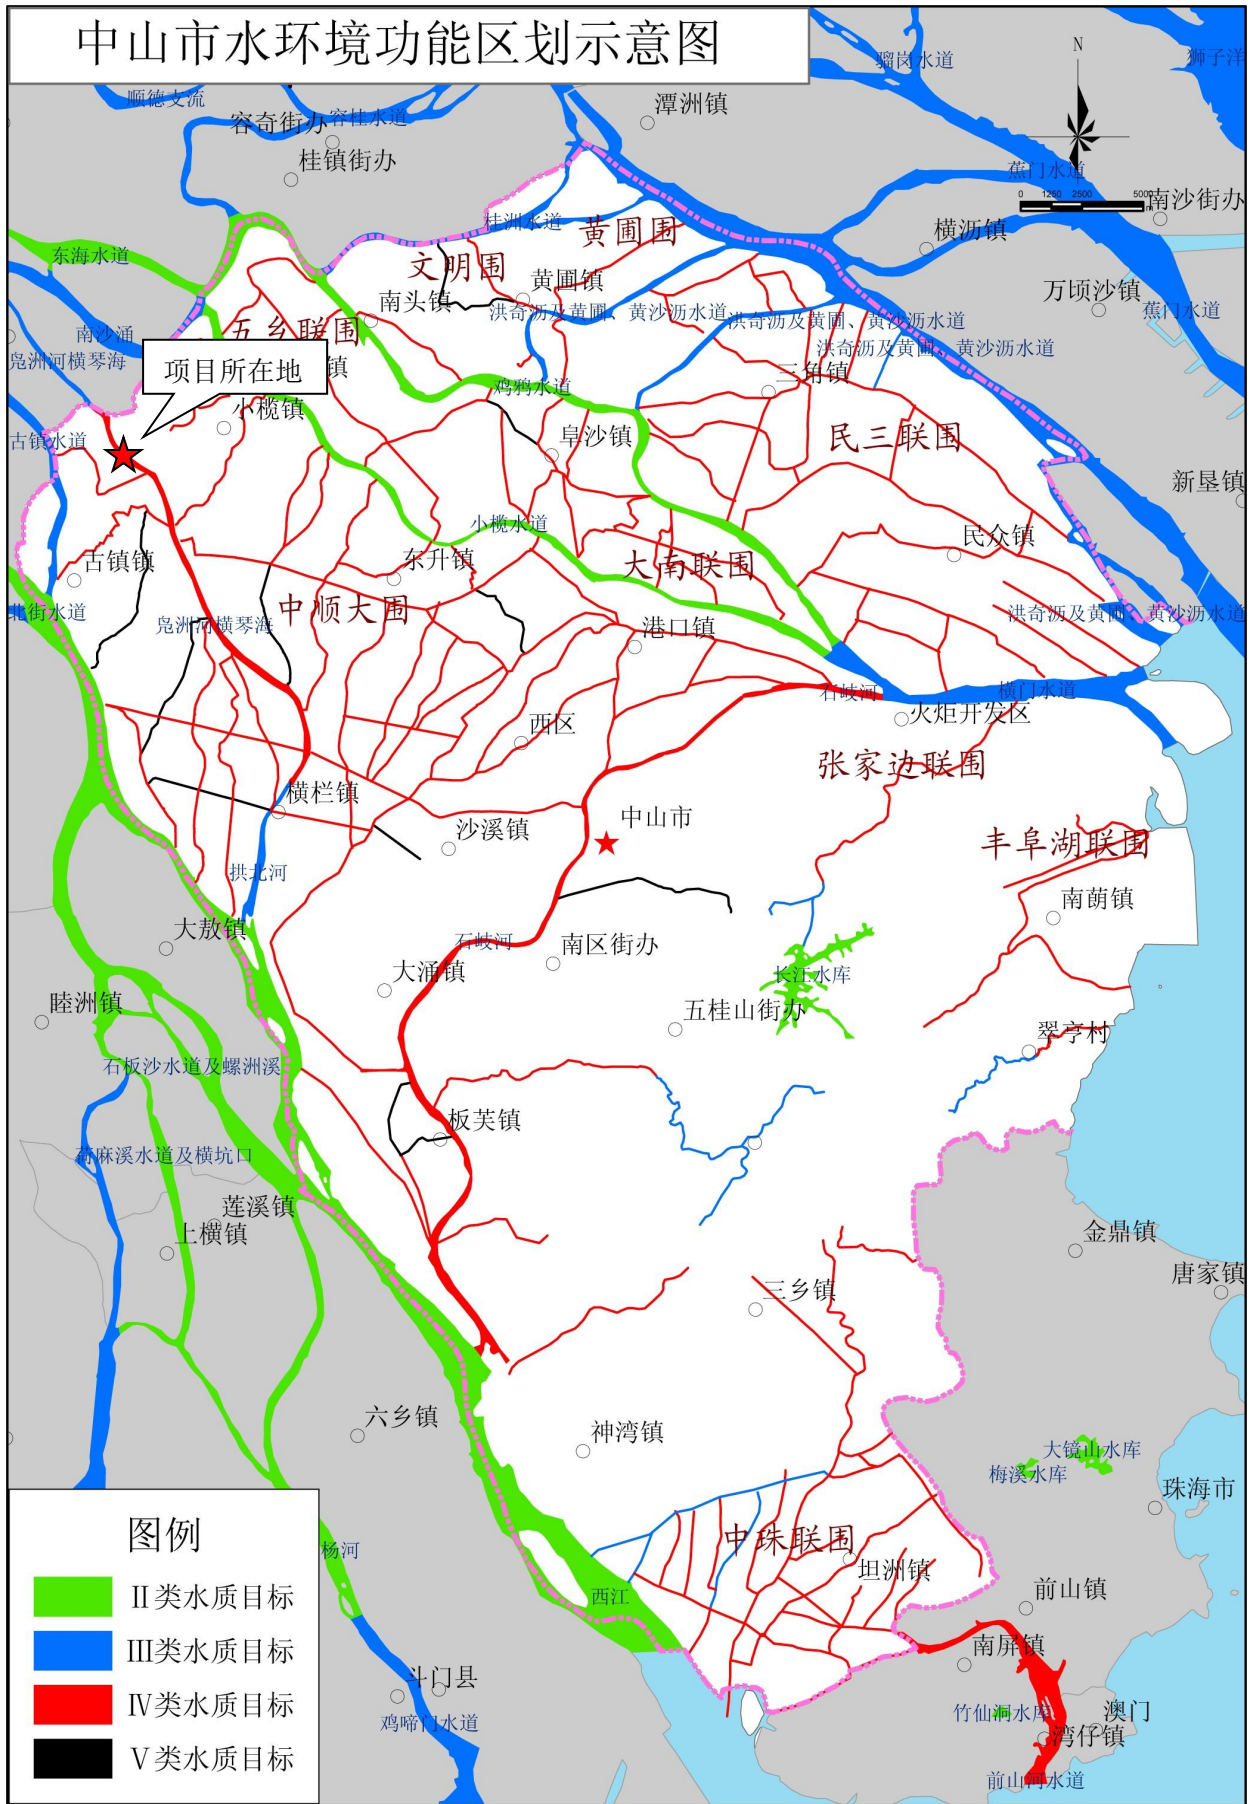 中山市水环境功能区划示意图
骝岗水道
狮子洋
N
顺德支流
容奇街办
容桂水道
潭洲镇
桂镇街办
蕉门水道
0 1250 2500 5000
南沙街办
桂洲水道
黄圃围
横沥镇
东海水道
文明围
黄圃镇
万顷沙镇
南头镇
洪奇沥及黄圃、黄沙沥水道
洪奇沥及黄圃、黄沙沥水道
蕉门水道
南沙涌
五乡联围
洪奇沥及黄圃、黄沙沥水道
凫洲河横琴海
项目所在地
镇
鸡鸦水道
三角镇
小榄镇
古镇水道
阜沙镇
民三联围
新垦镇
小榄水道
民众镇
古镇镇
东升镇
大南联围
北街水道
凫洲河横琴海
中顺大围
港口镇
洪奇沥及黄圃、黄沙沥水道
石岐河
横门水道
西区
火炬开发区
张家边联围
横栏镇
沙溪镇
中山市
丰阜湖联围
拱北河
南蓢镇
大敖镇
石岐河
南区街办
大涌镇
长江水库
睦洲镇
五桂山街办
翠亨村
石板沙水道及螺洲溪
板芙镇
荷麻溪水道及横坑口
莲溪镇
上横镇
金鼎镇
三乡镇
唐家镇
六乡镇
神湾镇
大镜山水库
梅溪水库
珠海市
图例
中珠联围
杨河
坦洲镇
Ⅱ类水质目标
西江
前山镇
Ⅲ类水质目标
南屏镇
斗门县
Ⅳ类水质目标
鸡啼门水道
竹仙洞水库
澳门
湾仔镇
Ⅴ类水质目标
前山河水道